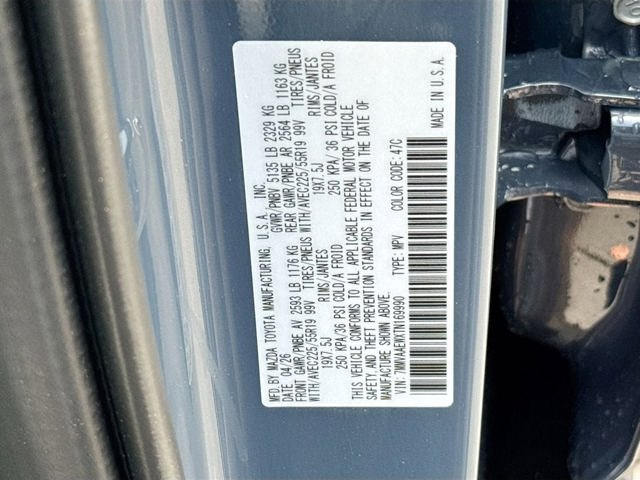 MFD.BY MAZDA TOYOTA MANUFACTURING, U.S.A. INC.
DATE: 04/26 GVWR/PNBV 5135 LB 2329 KG
FRONT GAWR/PNBE AV 2593 LB 1176 KG REAR GAWR/PNBE AR 2564 LB 1163 KG
WITH/AVEC225/55R19 99V TIRES/PNEUS WITH/AVEC225/55R19 99V TIRES/PNEUS
19X7.5J RIMS/JANTES 19X7.5J RIMS/JANTES
250 KPA/36 PSI COLD/A FROID 250 KPA/36 PSI COLD/A FROID
THIS VEHICLE CONFORMS TO ALL APPLICABLE FEDERAL MOTOR VEHICLE
SAFETY, AND THEFT PREVENTION STANDARDS IN EFFECT ON THE DATE OF
MANUFACTURE SHOWN ABOVE.
VIN: 7MMVAAEWXTN169990 TYPE: MPV COLOR CODE: 47C
MADE IN U.S.A.